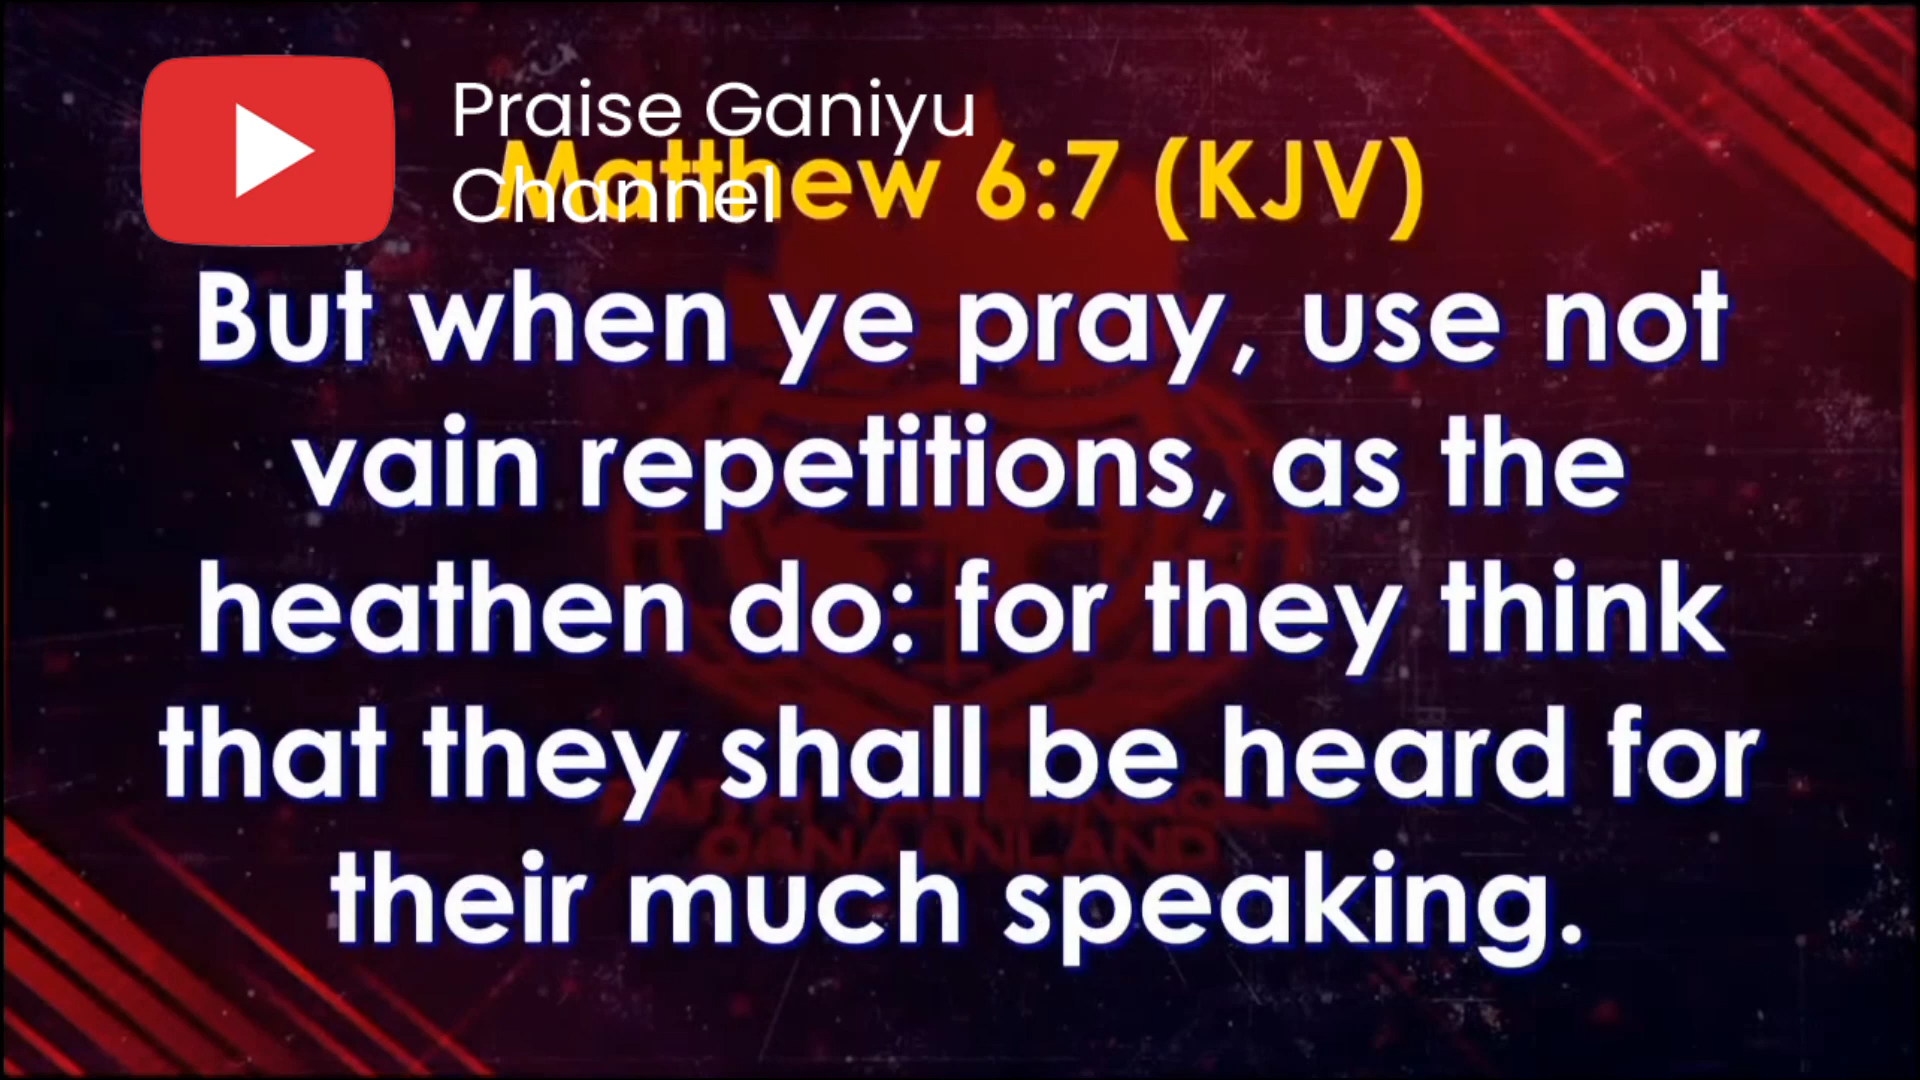 Praise Ganiyu
Channel
Matthew 6:7 (KJV)
But when ye pray, use not
vain repetitions, as the
heathen do: for they think
that they shall be heard for
their much speaking.
CANAANLAND